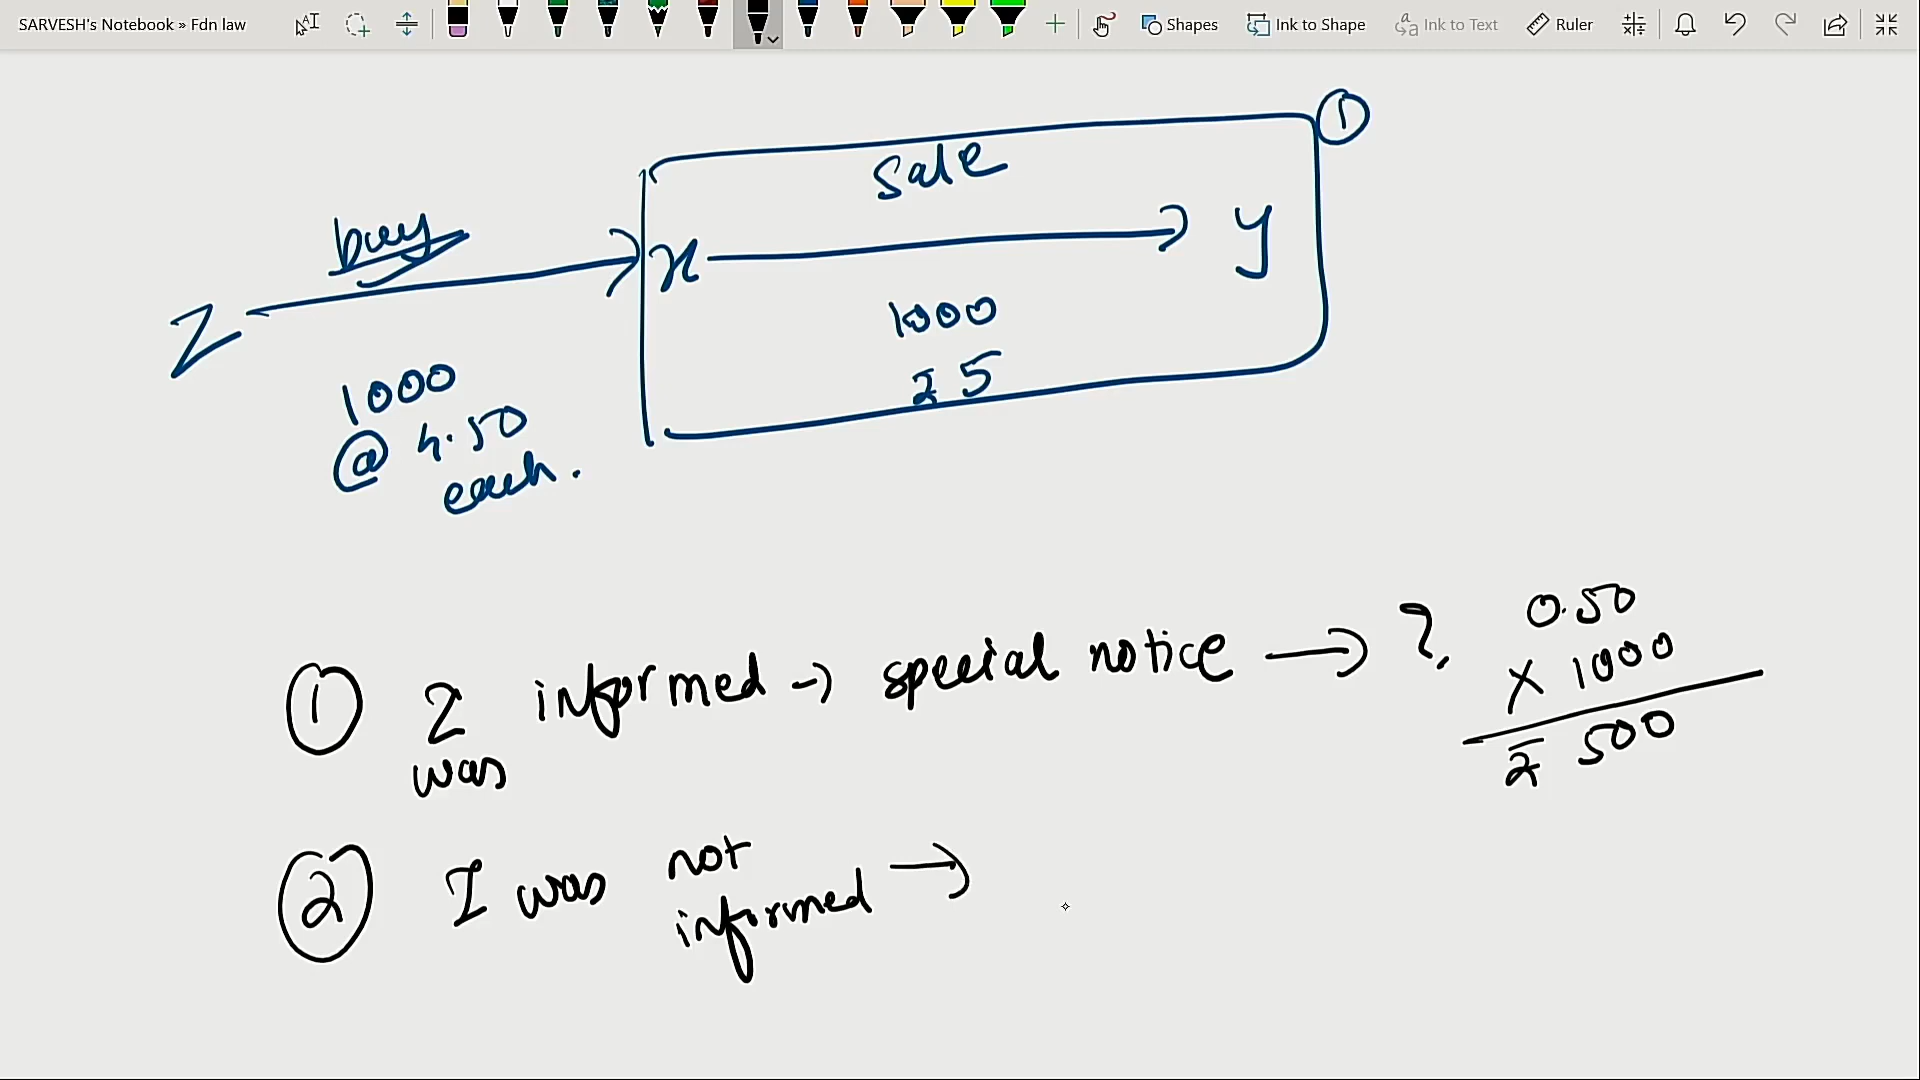 SARVESH's Notebook » Fdn law
Shapes
Ink to Shape
Ink to Text
Ruler
1
Sale
buy
x
y
Z
1000
@ 4.50
each.
1000
₹ 5
1 Z informed → special notice → ?
was
0.50
X 1000
₹ 500
2 Z was not
informed →